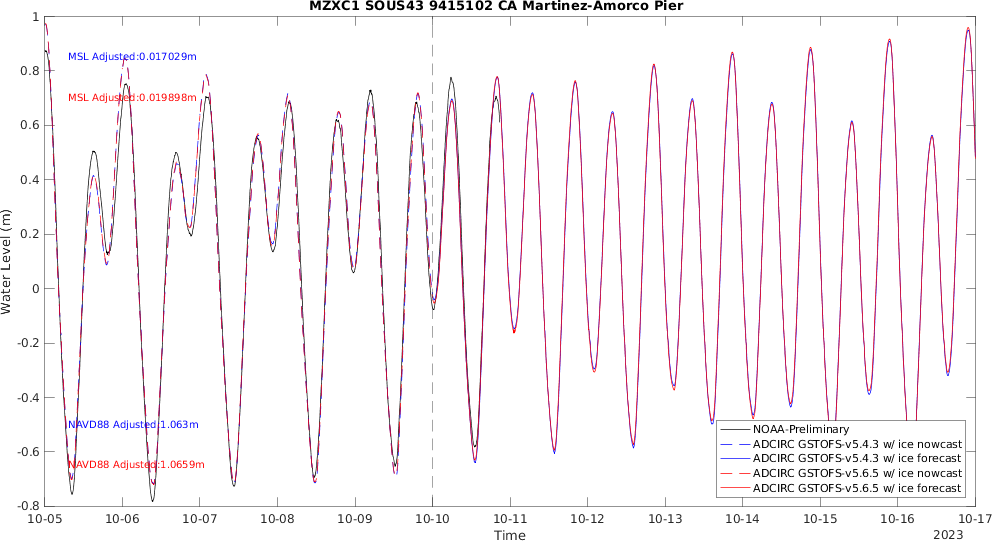 MZXC1 SOUS43 9415102 CA Martinez-Amorco Pier
1
0.8
0.6
0.4
0.2
0
-0.2
-0.4
-0.6
-0.8
Water Level (m)
MSL Adjusted:0.017029m
MSL Adjusted:0.019898m
NAVD88 Adjusted:1.063m
NAVD88 Adjusted:1.0659m
NOAA-Preliminary
ADCIRC GSTOFS-v5.4.3 w/ ice nowcast
ADCIRC GSTOFS-v5.4.3 w/ ice forecast
ADCIRC GSTOFS-v5.6.5 w/ ice nowcast
ADCIRC GSTOFS-v5.6.5 w/ ice forecast
10-05 10-06 10-07 10-08 10-09 10-10 10-11 10-12 10-13 10-14 10-15 10-16 10-17
Time
2023